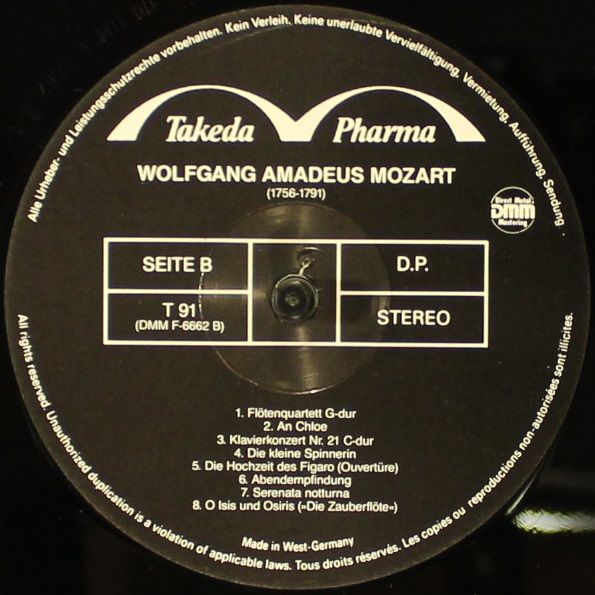 Alle Urheber- und Leistungsschutzrechte vorbehalten. Kein Verleih. Keine unerlaubte Vervielfältigung, Vermietung, Aufführung, Sendung
Takeda Pharma
WOLFGANG AMADEUS MOZART
(1756-1791)
Direct Metal
DMM
Mastering
SEITE B
D.P.
T 91
(DMM F-6662 B)
STEREO
1. Flötenquartett G-dur
2. An Chloe
3. Klavierkonzert Nr. 21 C-dur
4. Die kleine Spinnerin
5. Die Hochzeit des Figaro (Ouvertüre)
6. Abendempfindung
7. Serenata notturna
8. O Isis und Osiris (»Die Zauberflöte«)
Made in West-Germany
All rights reserved. Unauthorized duplication is a violation of applicable laws. Tous droits réservés. Les copies ou reproductions non-autorisées sont illicites.